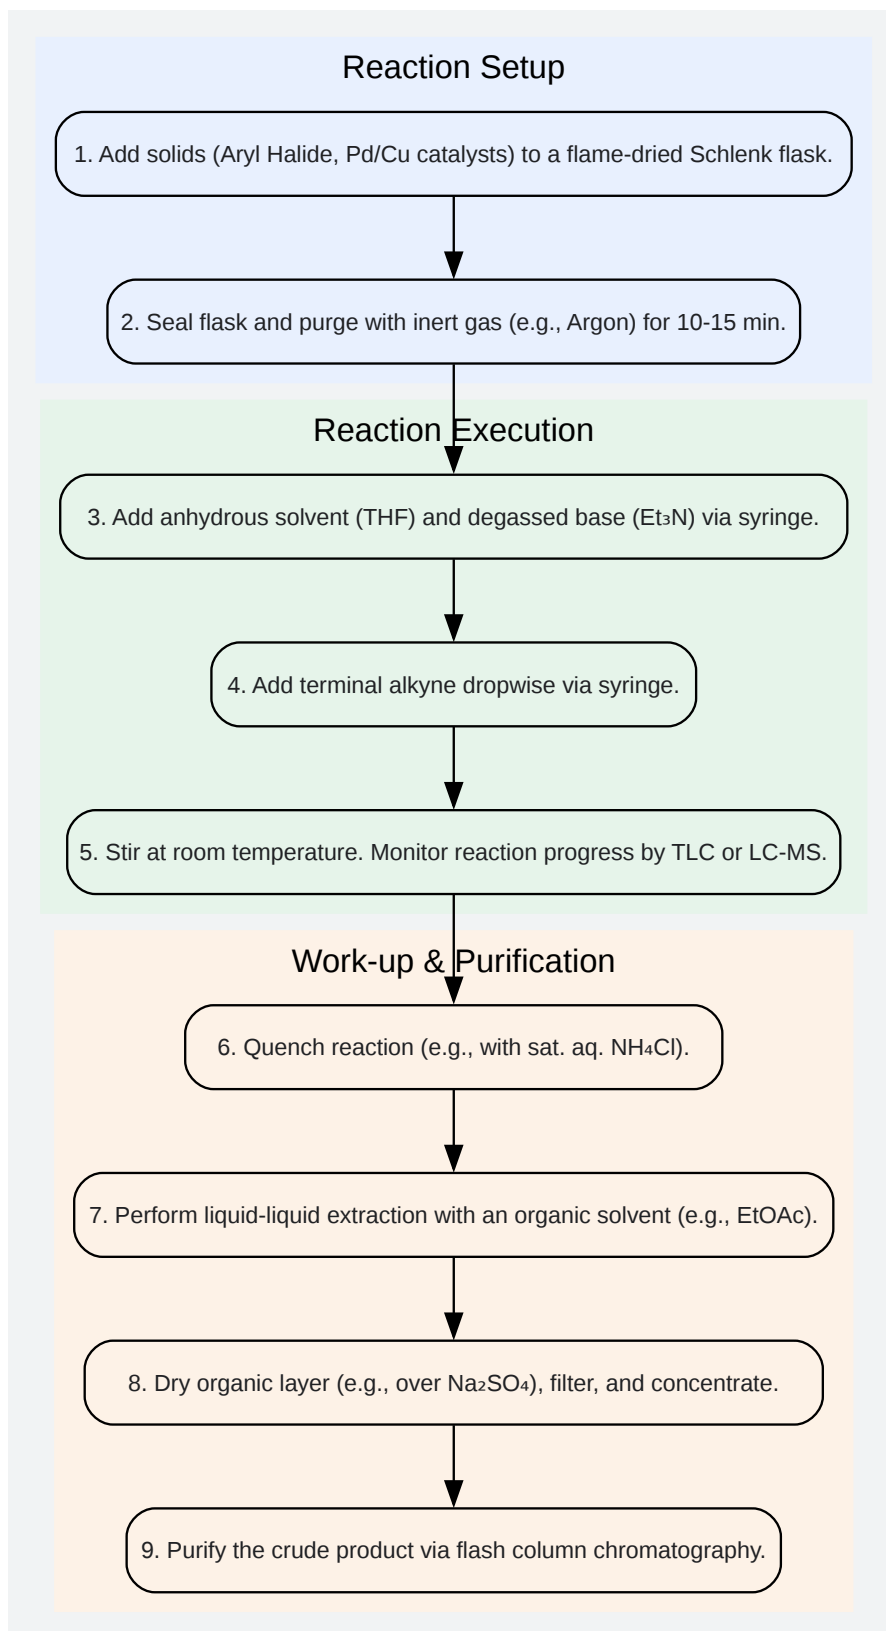 Reaction Setup
1. Add solids (Aryl Halide, Pd/Cu catalysts) to a flame-dried Schlenk flask.
2. Seal flask and purge with inert gas (e.g., Argon) for 10-15 min.
Reaction Execution
3. Add anhydrous solvent (THF) and degassed base (Et₃N) via syringe.
4. Add terminal alkyne dropwise via syringe.
5. Stir at room temperature. Monitor reaction progress by TLC or LC-MS.
Work-up & Purification
6. Quench reaction (e.g., with sat. aq. NH₄Cl).
7. Perform liquid-liquid extraction with an organic solvent (e.g., EtOAc).
8. Dry organic layer (e.g., over Na₂SO₄), filter, and concentrate.
9. Purify the crude product via flash column chromatography.